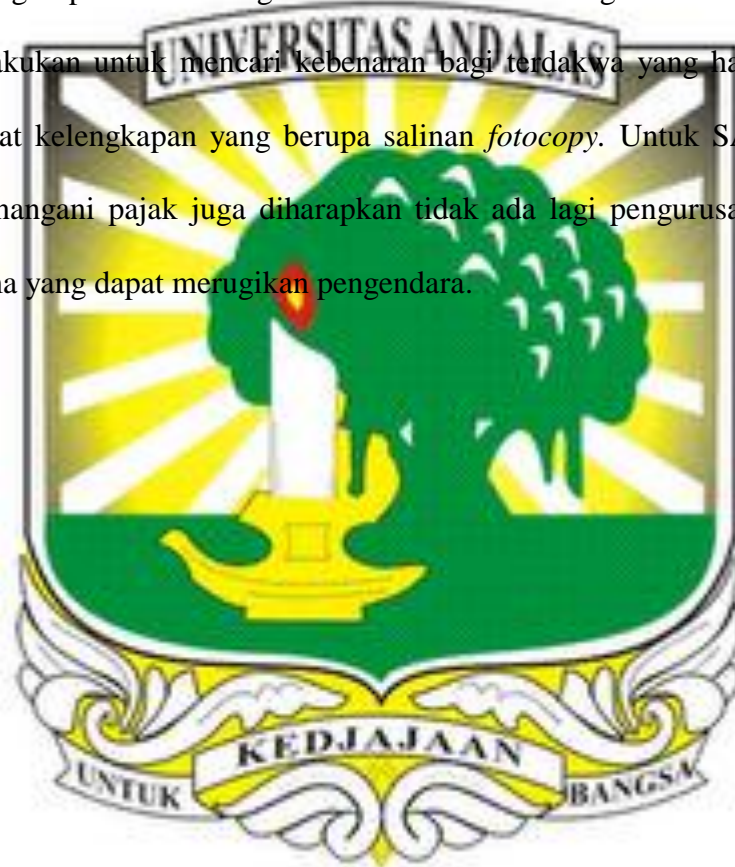 UNIVERSITAS ANDALAS
akukan untuk mencari kebenaran bagi terdakwa yang ha
at kelengkapan yang berupa salinan fotocopy. Untuk SA
nangani pajak juga diharapkan tidak ada lagi pengurusa
na yang dapat merugikan pengendara.
KEDJAJAAN
UNTUK BANGSA